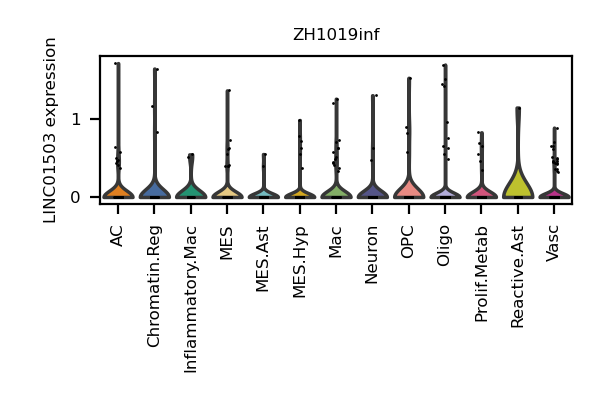 ZH1019inf
LINC01503 expression
1
0
AC
Chromatin.Reg
Inflammatory.Mac
MES
MES.Ast
MES.Hyp
Mac
Neuron
OPC
Oligo
Prolif.Metab
Reactive.Ast
Vasc